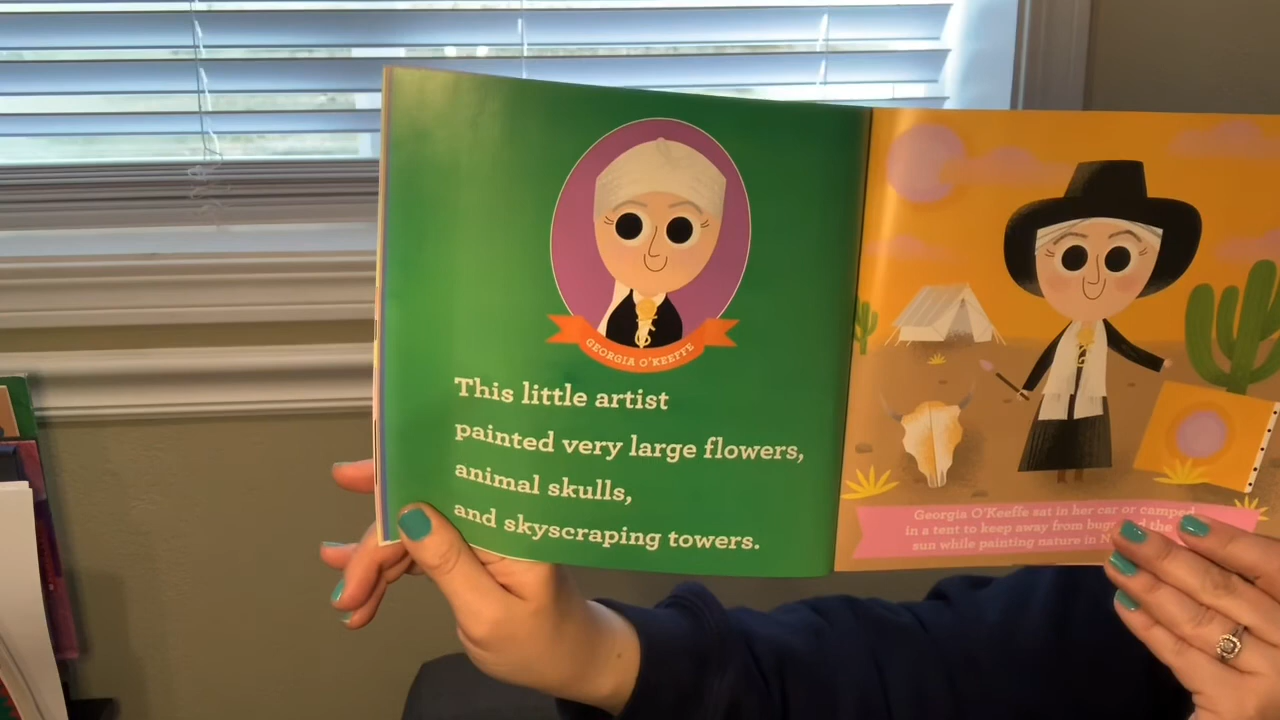 GEORGIA O'KEEFFE
This little artist
painted very large flowers,
animal skulls,
and skyscraping towers.
Georgia O'Keeffe sat in her car or camped
in a tent to keep away from bugs and the
sun while painting nature in